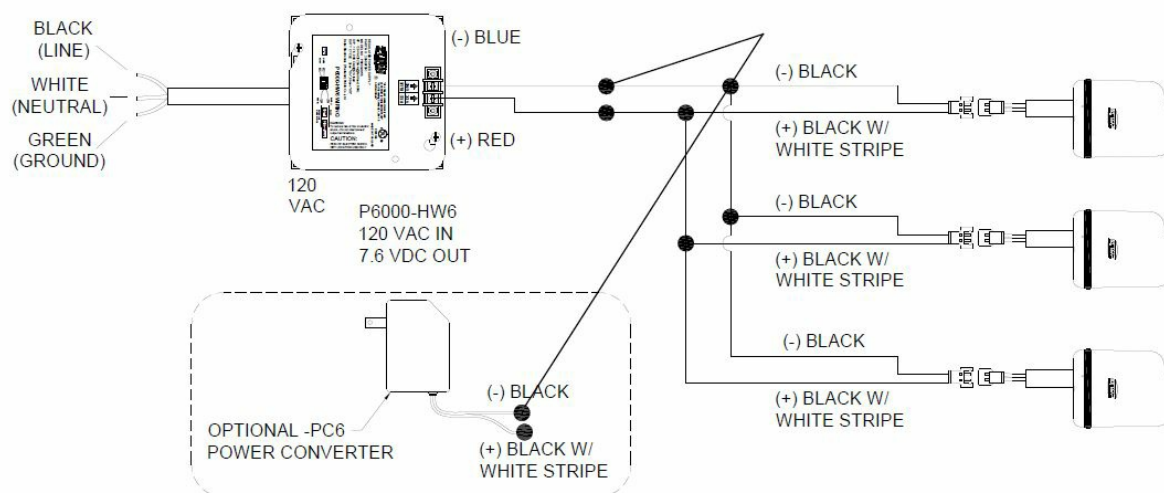 BLACK
(LINE)
WHITE
(NEUTRAL)
GREEN
(GROUND)
(-) BLUE
(+) RED
CAUTION:
120
VAC
P6000-HW6
120 VAC IN
7.6 VDC OUT
(-) BLACK
(+) BLACK W/
WHITE STRIPE
(-) BLACK
(+) BLACK W/
WHITE STRIPE
(-) BLACK
(+) BLACK W/
WHITE STRIPE
OPTIONAL -PC6
POWER CONVERTER
(-) BLACK
(+) BLACK W/
WHITE STRIPE